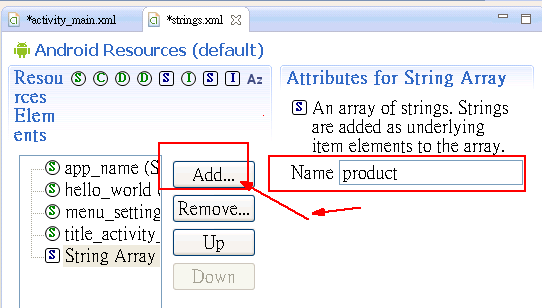 *activity_main.xml
*strings.xml
Android Resources (default)
Resou
rces
Elem
ents
S C D D S I S I Az
S app_name (S
S hello_world (
S menu_setting
S title_activity_
S String Array
Add...
Remove...
Up
Down
Attributes for String Array
S An array of strings. Strings
are added as underlying
item elements to the array.
Name product